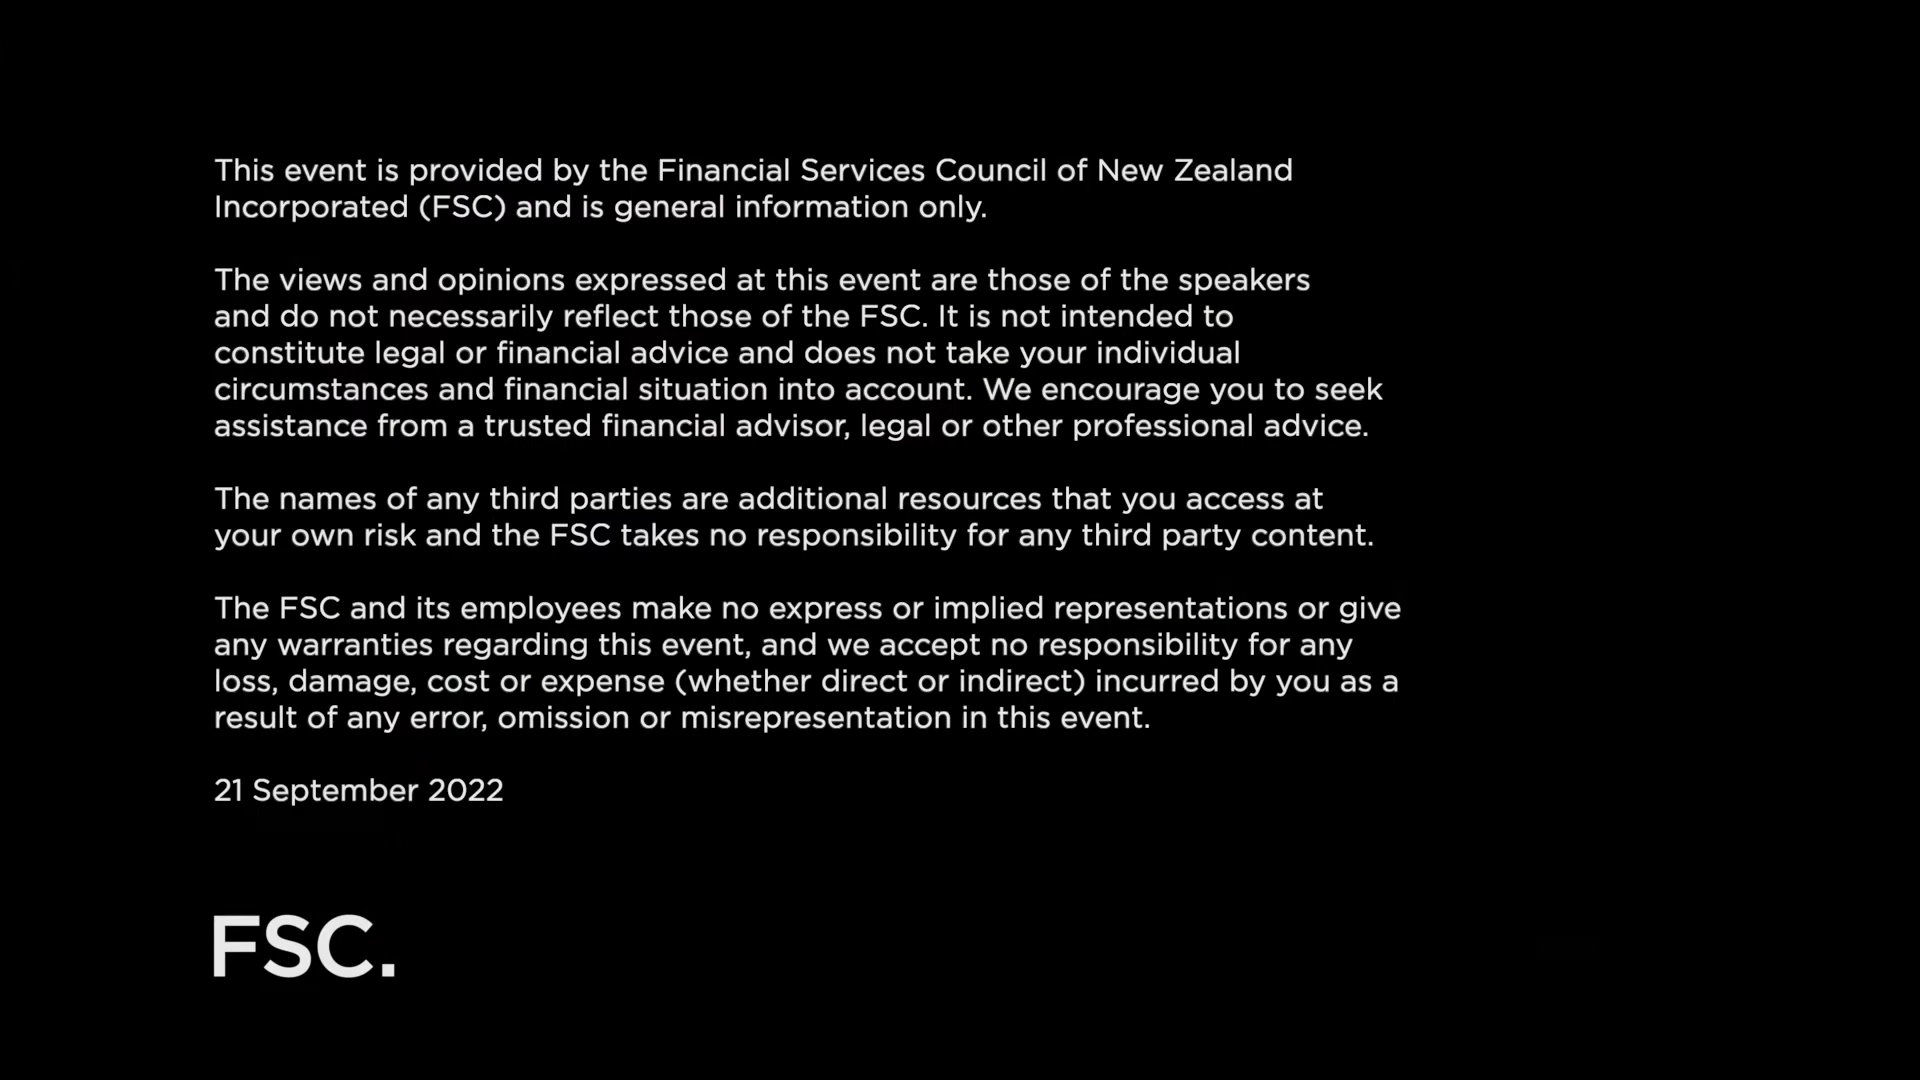 This event is provided by the Financial Services Council of New Zealand
Incorporated (FSC) and is general information only.
The views and opinions expressed at this event are those of the speakers
and do not necessarily reflect those of the FSC. It is not intended to
constitute legal or financial advice and does not take your individual
circumstances and financial situation into account. We encourage you to seek
assistance from a trusted financial advisor, legal or other professional advice.
The names of any third parties are additional resources that you access at
your own risk and the FSC takes no responsibility for any third party content.
The FSC and its employees make no express or implied representations or give
any warranties regarding this event, and we accept no responsibility for any
loss, damage, cost or expense (whether direct or indirect) incurred by you as a
result of any error, omission or misrepresentation in this event.
21 September 2022
FSC.